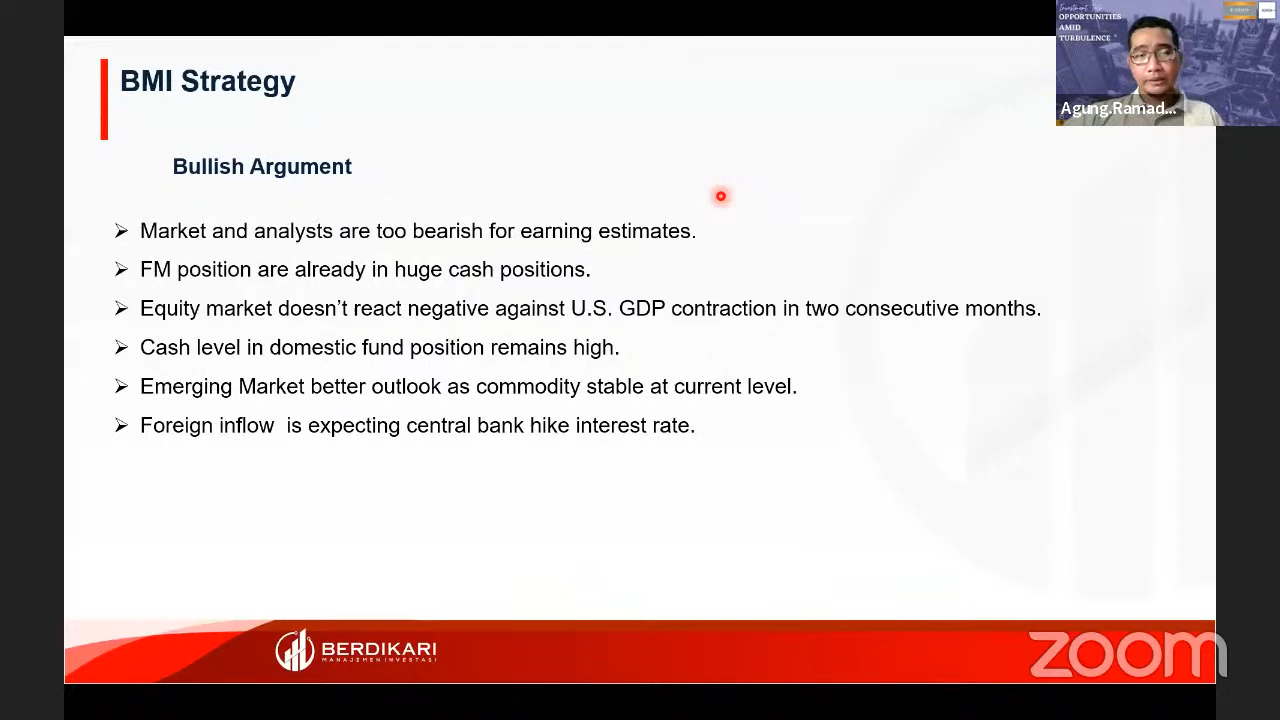 BMI Strategy
Bullish Argument
Market and analysts are too bearish for earning estimates.
FM position are already in huge cash positions.
Equity market doesn’t react negative against U.S. GDP contraction in two consecutive months.
Cash level in domestic fund position remains high.
Emerging Market better outlook as commodity stable at current level.
Foreign inflow  is expecting central bank hike interest rate.
BERDIKARI
MANAJEMEN INVESTASI
zoom
Investment Talk
OPPORTUNITIES
AMID
TURBULENCE "
Agung.Ramad...